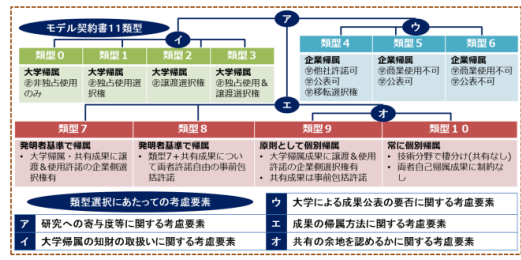 モデル契約書11類型
ア
イ
ウ
類型0
類型1
類型2
類型3
類型4
類型5
類型6
大学帰属
㊭非独占使用のみ
大学帰属
㊭独占使用選択権
大学帰属
㊭譲渡選択権
大学帰属
㊭独占使用&譲渡選択権
企業帰属
㊫他社許諾可
㊫公表可
㊫移転選択権
企業帰属
㊫商業使用不可
㊫公表可
企業帰属
㊫商業使用不可
㊫公表不可
エ
オ
類型7
類型8
類型9
類型10
発明者基準で帰属
・ 大学帰属・共有成果に譲
渡&使用許諾の企業側選
択権有
発明者基準で帰属
・ 類型7+共有成果につい
て両者許諾自由の事前包
括許諾
原則として個別帰属
・ 大学帰属成果に譲渡&使用
許諾の企業側選択権有
・ 共有成果は事前包括許諾
常に個別帰属
・ 技術分野で棲分け(共有なし)
・ 両者自己帰属成果に制約な
し
類型選択にあたっての考慮要素
ア 研究への寄与度等に関する考慮要素
イ 大学帰属の知財の取扱いに関する考慮要素
ウ 大学による成果公表の要否に関する考慮要素
エ 成果の帰属方法に関する考慮要素
オ 共有の余地を認めるかに関する考慮要素